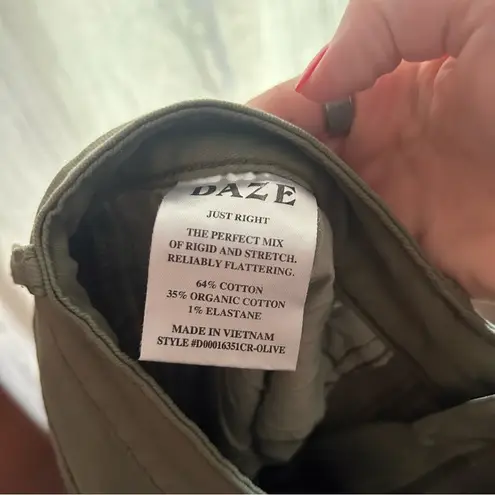 DAZE
JUST RIGHT
THE PERFECT MIX
OF RIGID AND STRETCH.
RELIABLY FLATTERING.
64% COTTON
35% ORGANIC COTTON
1% ELASTANE
MADE IN VIETNAM
STYLE #D00016351CR-OLIVE